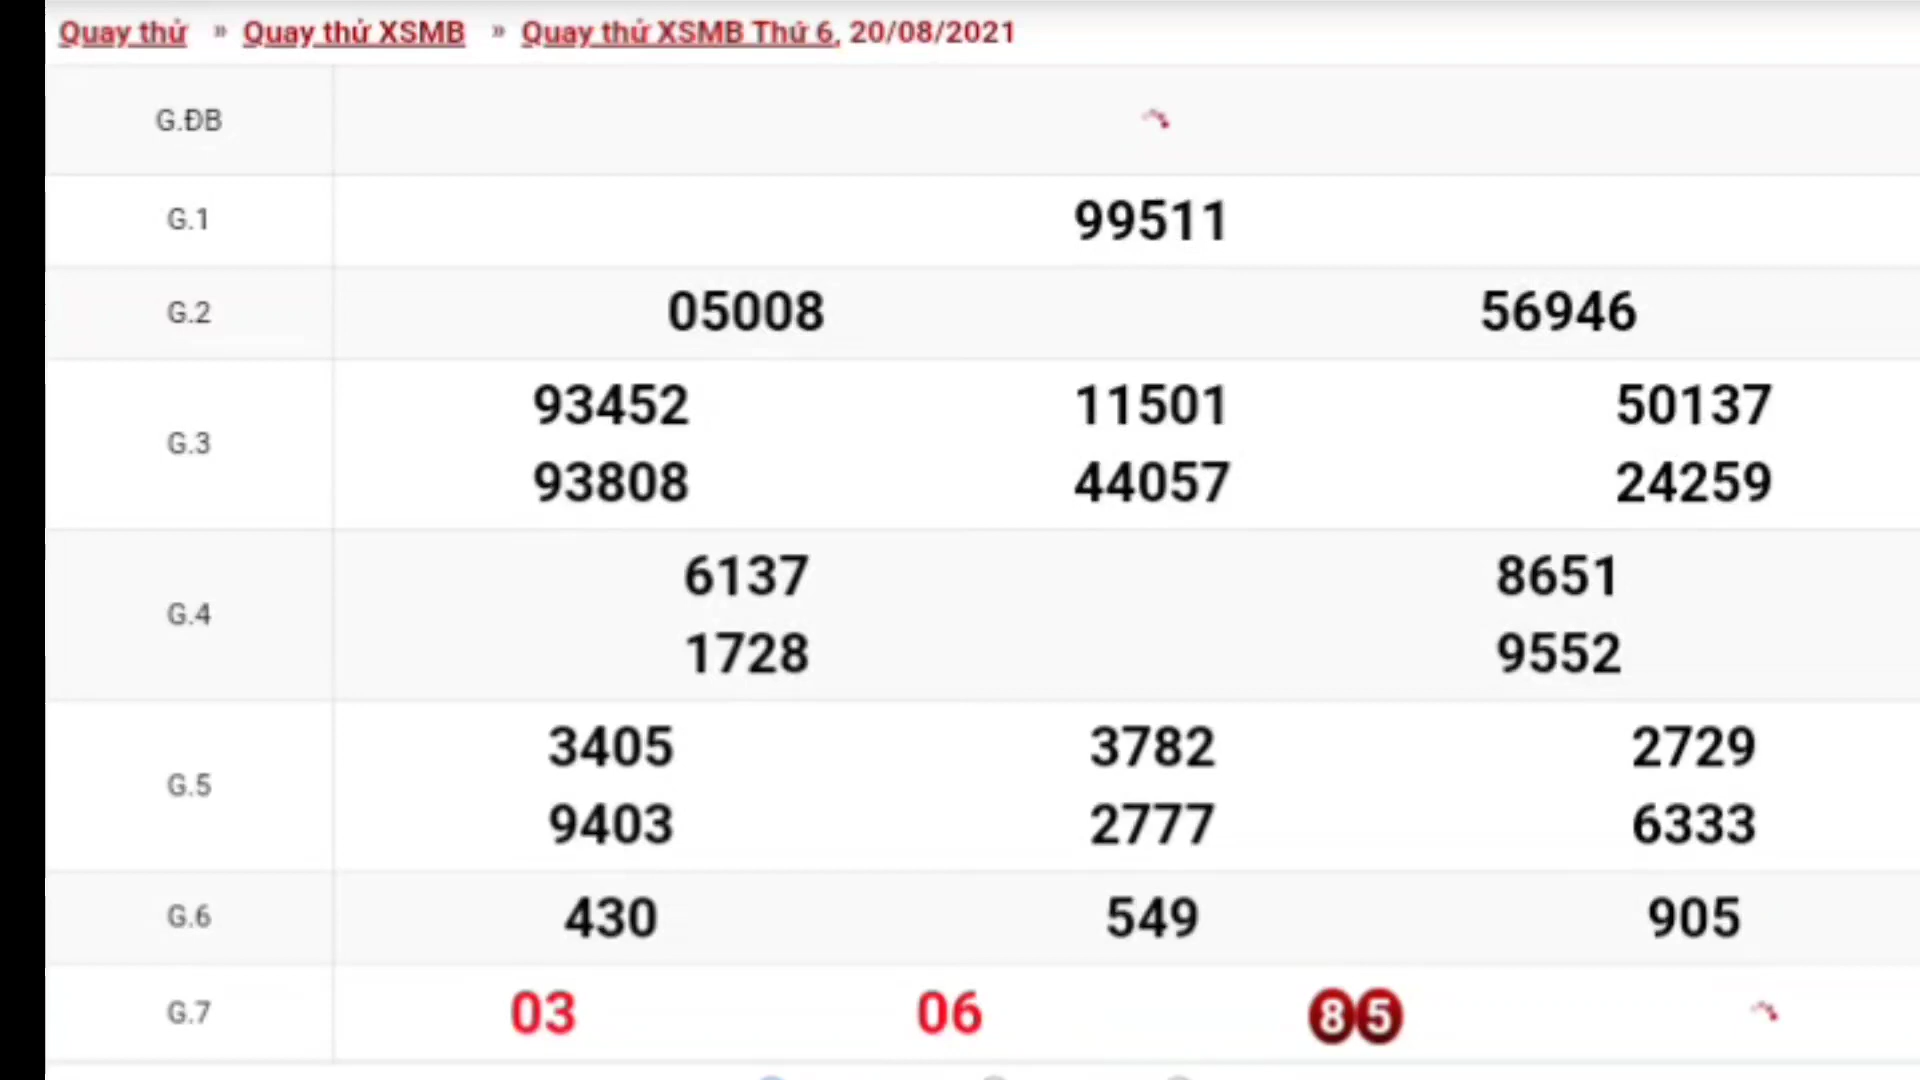 Quay thử » Quay thử XSMB » Quay thử XSMB Thứ 6, 20/08/2021
G.ĐB
G.1 99511
G.2 05008 56946
G.3 93452 11501 50137
93808 44057 24259
G.4 6137 8651
1728 9552
G.5 3405 3782 2729
9403 2777 6333
G.6 430 549 905
G.7 03 06 85